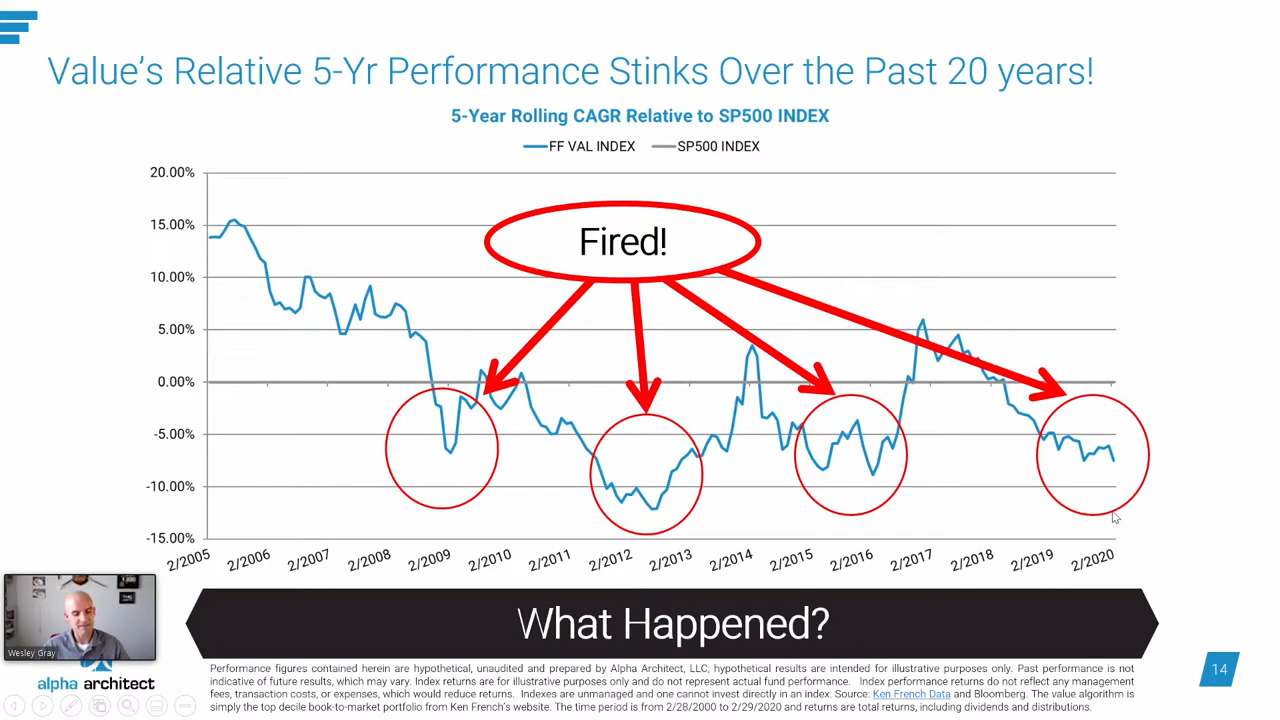 Value's Relative 5-Yr Performance Stinks Over the Past 20 years!
5-Year Rolling CAGR Relative to SP500 INDEX
FF VAL INDEX SP500 INDEX
20.00%
15.00%
10.00%
5.00%
0.00%
-5.00%
-10.00%
-15.00%
Fired!
2/2005 2/2006 2/2007 2/2008 2/2009 2/2010 2/2011 2/2012 2/2013 2/2014 2/2015 2/2016 2/2017 2/2018 2/2019 2/2020
What Happened?
Wesley Gray
alpha architect
Performance figures contained herein are hypothetical, unaudited and prepared by Alpha Architect, LLC; hypothetical results are intended for illustrative purposes only. Past performance is not
indicative of future results, which may vary. Index returns are for illustrative purposes only and do not represent actual fund performance. Index performance returns do not reflect any management
fees, transaction costs, or expenses, which would reduce returns. Indexes are unmanaged and one cannot invest directly in an index. Source: Ken French Data and Bloomberg. The value algorithm is
simply the top decile book-to-market portfolio from Ken French's website. The time period is from 2/28/2000 to 2/29/2020 and returns are total returns, including dividends and distributions.
14